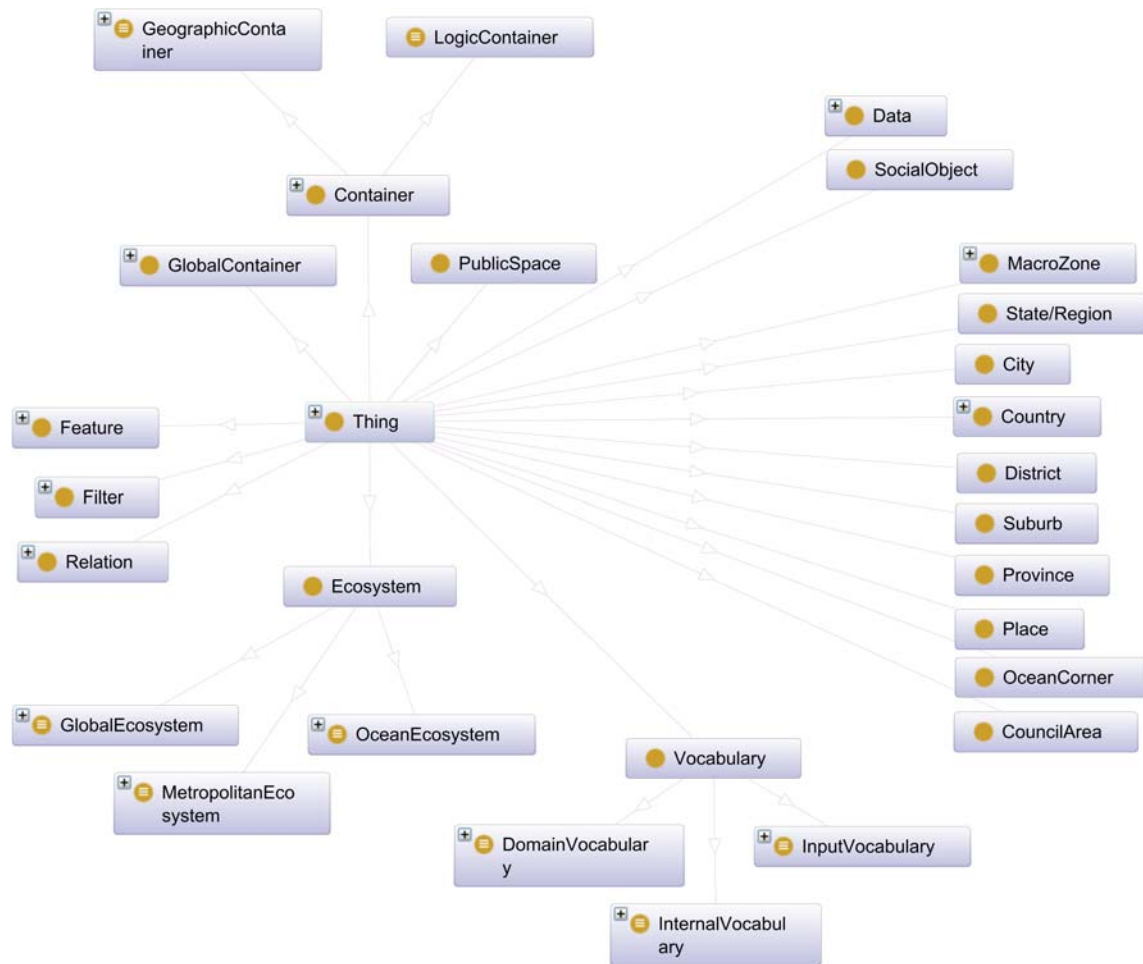 GeographicConta
iner
LogicContainer
Data
SocialObject
Container
GlobalContainer
PublicSpace
MacroZone
State/Region
City
Thing
Country
Feature
District
Filter
Suburb
Relation
Province
Ecosystem
Place
OceanCorner
GlobalEcosystem
OceanEcosystem
CouncilArea
Vocabulary
MetropolitanEco
system
DomainVocabular
y
InputVocabulary
InternalVocabul
ary